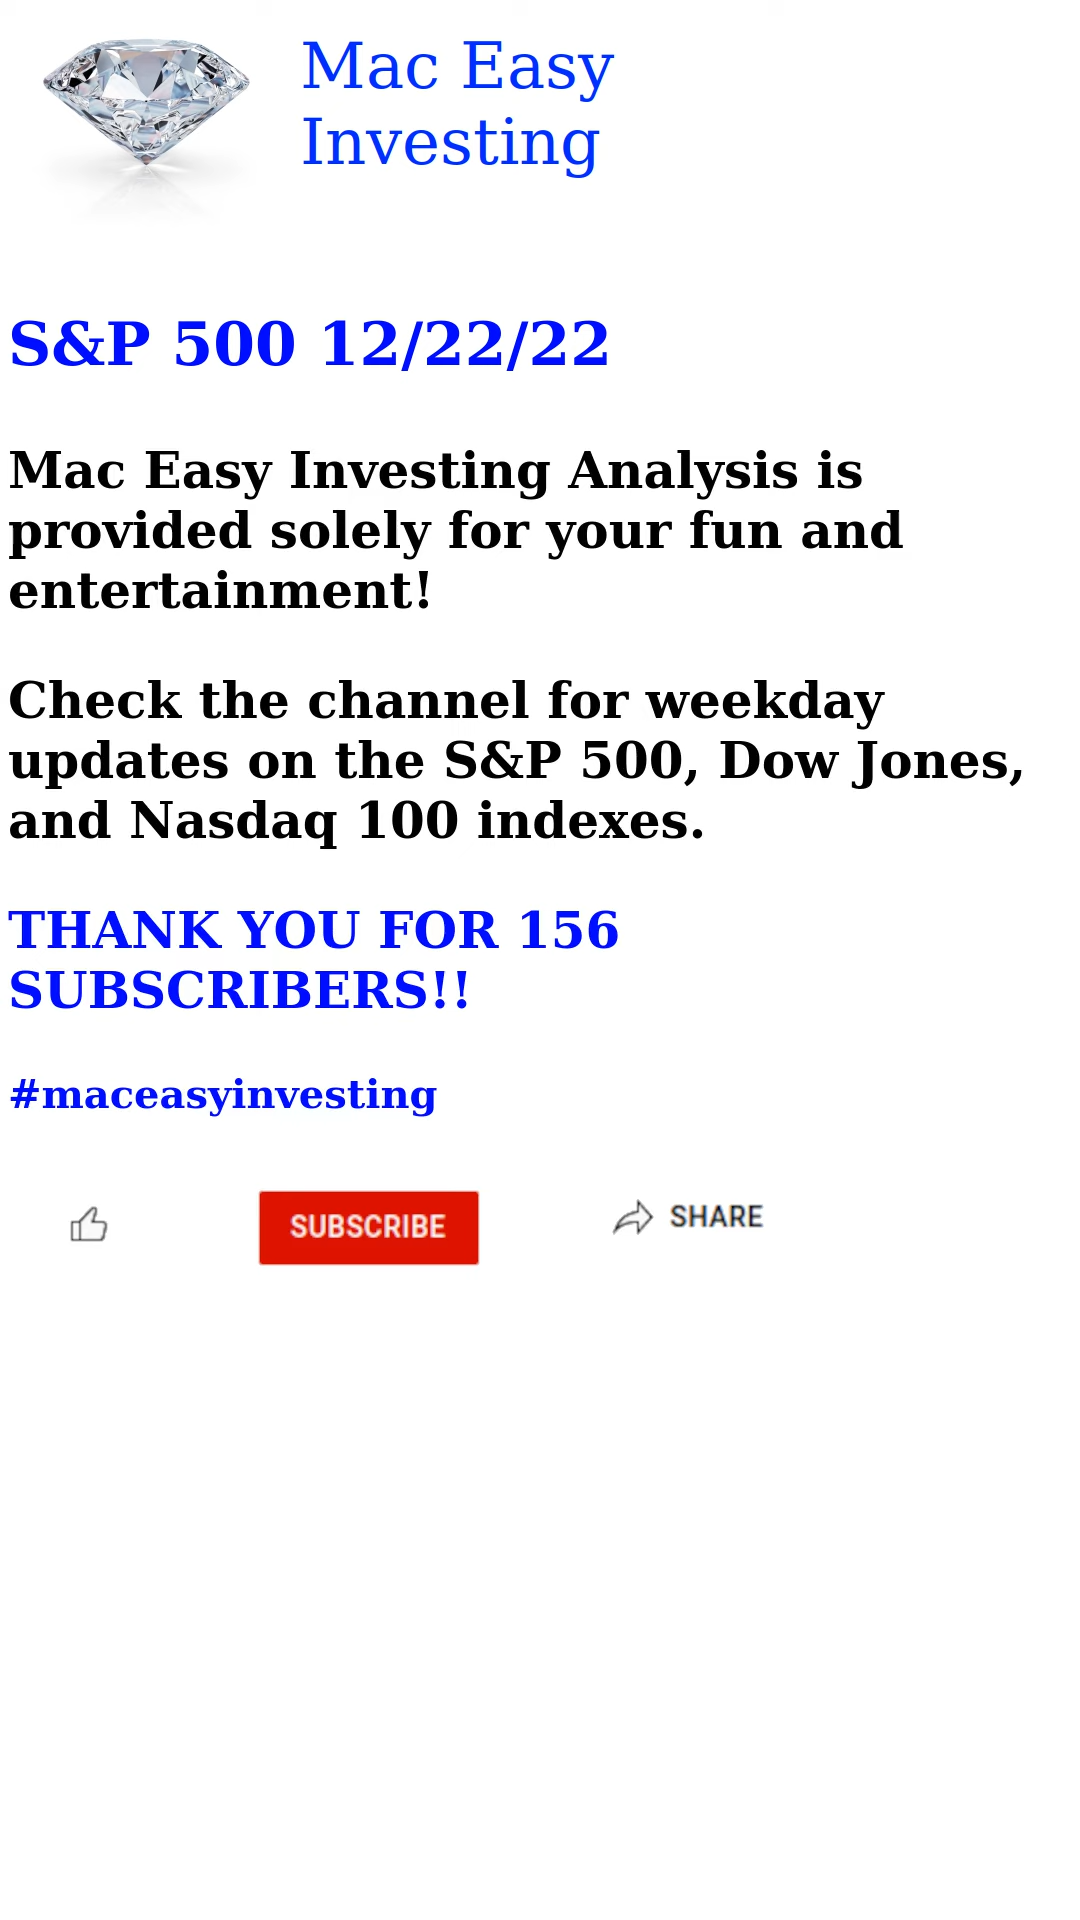 Mac Easy
Investing
S&P 500 12/22/22
Mac Easy Investing Analysis is
provided solely for your fun and
entertainment!
Check the channel for weekday
updates on the S&P 500, Dow Jones,
and Nasdaq 100 indexes.
THANK YOU FOR 156
SUBSCRIBERS!!
#maceasyinvesting
SUBSCRIBE
SHARE